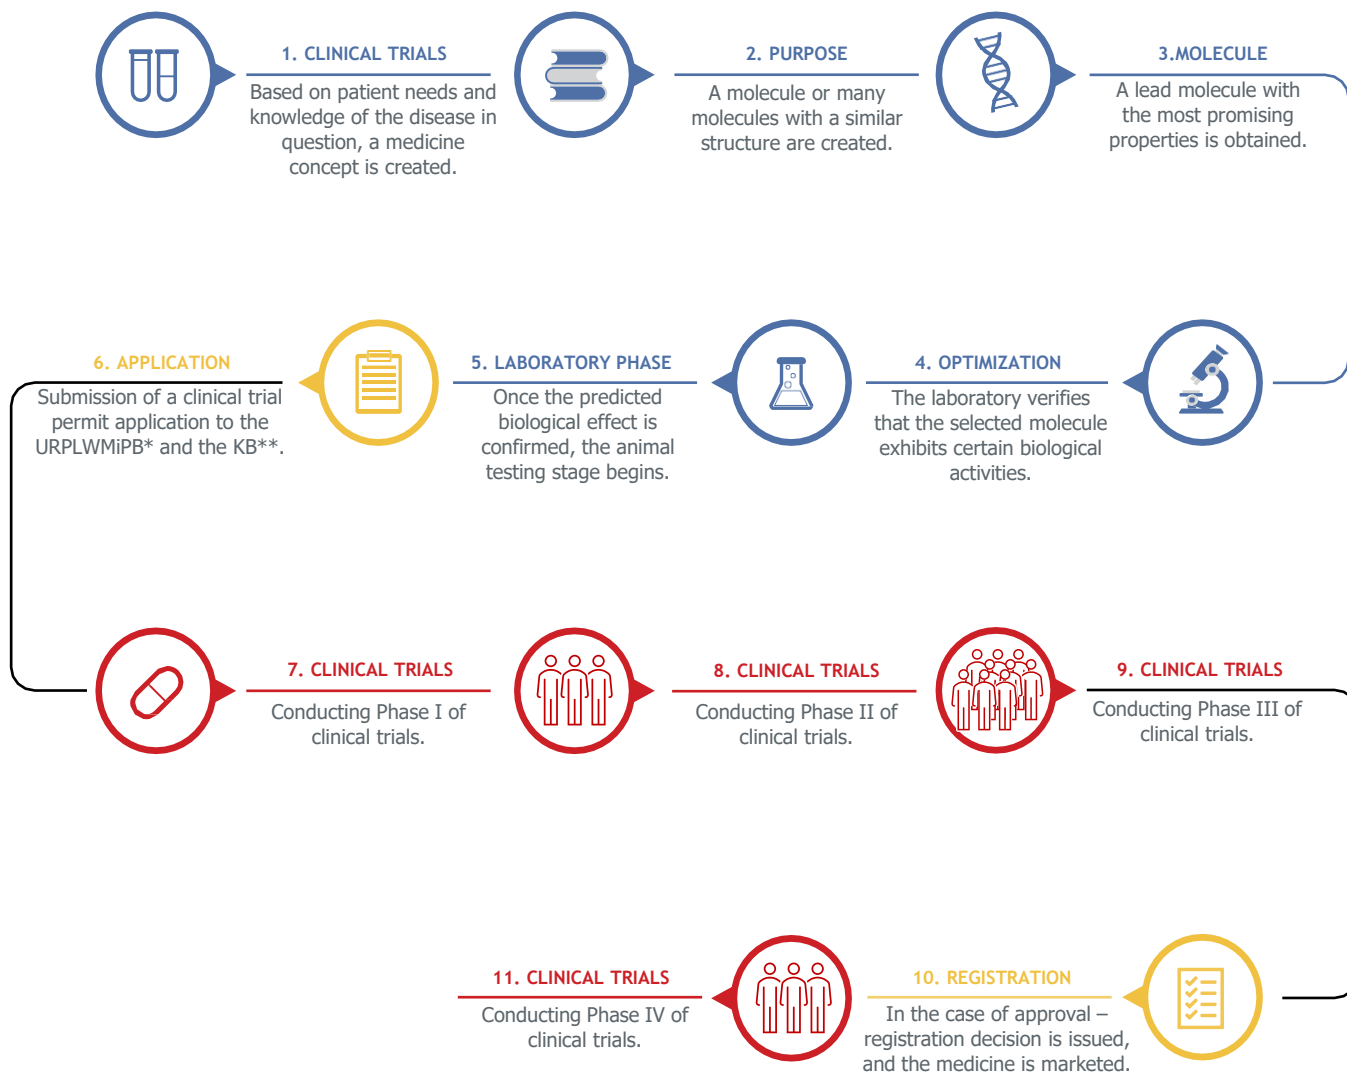 1. CLINICAL TRIALS
Based on patient needs and
knowledge of the disease in
question, a medicine
concept is created.
2. PURPOSE
A molecule or many
molecules with a similar
structure are created.
3.MOLECULE
A lead molecule with
the most promising
properties is obtained.
4. OPTIMIZATION
The laboratory verifies
that the selected molecule
exhibits certain biological
activities.
5. LABORATORY PHASE
Once the predicted
biological effect is
confirmed, the animal
testing stage begins.
6. APPLICATION
Submission of a clinical trial
permit application to the
URPLWMiPB* and the KB**.
7. CLINICAL TRIALS
Conducting Phase I of
clinical trials.
8. CLINICAL TRIALS
Conducting Phase II of
clinical trials.
9. CLINICAL TRIALS
Conducting Phase III of
clinical trials.
10. REGISTRATION
In the case of approval –
registration decision is issued,
and the medicine is marketed.
11. CLINICAL TRIALS
Conducting Phase IV of
clinical trials.